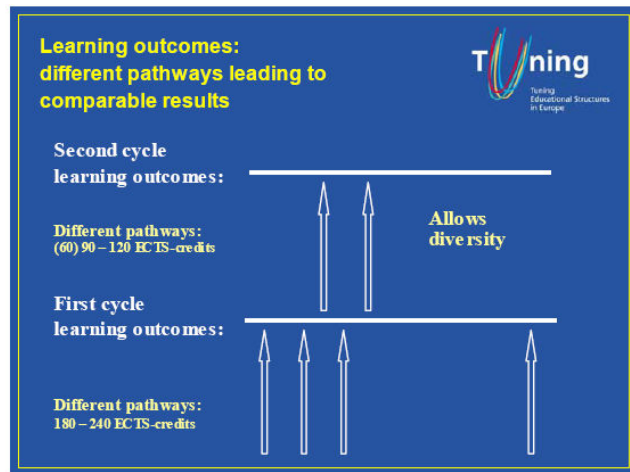 Learning outcomes:
different pathways leading to
comparable results
Tuning
Tuning
Educational Structures
in Europe
Second cycle
learning outcomes:
Different pathways:
(60) 90 – 120 ECTS-credits
Allows
diversity
First cycle
learning outcomes:
Different pathways:
180 – 240 ECTS-credits